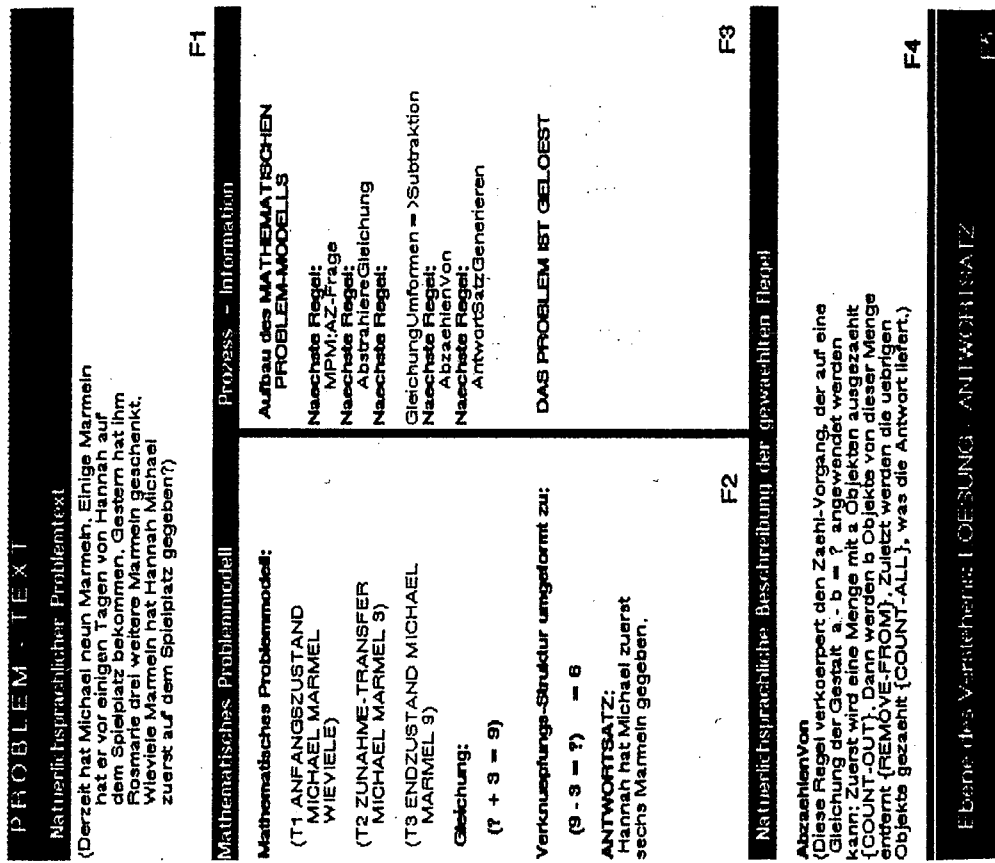 PROBLEM - TEXT
Natuerlichsprachlicher Problemtext
(Derzeit hat Michael neun Marmeln. Einige Marmeln
hat er vor einigen Tagen von Hannah auf
dem Spielplatz bekommen. Gestern hat ihm
Rosmarie drei weitere Marmeln geschenkt.
Wieviele Marmeln hat Hannah Michael
zuerst auf dem Spielplatz gegeben?)
F1
Mathematisches Problemmodell
Mathematisches Problemmodell:
(T1 ANFANGSZUSTAND
MICHAEL MARMEL
WIEVIELE)
(T2 ZUNAHME-TRANSFER
MICHAEL MARMEL 3)
(T3 ENDZUSTAND MICHAEL
MARMEL 9)
Gleichung:
(? + 3 = 9)
Verknuepfungs-Struktur umgeformt zu:
(9 - 3 = ?) = 6
ANTWORTSATZ:
Hannah hat Michael zuerst
sechs Marmeln gegeben.
F2
Prozess - Information
Aufbau des MATHEMATISCHEN
PROBLEM-MODELLS
Naechste Regel:
MPM:AZ-Frage
Naechste Regel:
AbstrahiereGleichung
Naechste Regel:
GleichungUmformen=>Subtraktion
Naechste Regel:
AbzaehlenVon
Naechste Regel:
AntwortSatzGenerieren
DAS PROBLEM IST GELOEST
F3
Natuerlichsprachliche Beschreibung der gewaehlten Regel
AbzaehlenVon
(Diese Regel verkoerpert den Zaehl-Vorgang, der auf eine
Gleichung der Gestalt a - b = ? angewendet werden
kann: Zuerst wird eine Menge mit a Objekten ausgezaehlt
{COUNT-OUT}. Dann werden b Objekte von dieser Menge
entfernt {REMOVE-FROM}. Zuletzt werden die uebrigen
Objekte gezaehlt {COUNT-ALL}, was die Antwort liefert.)
F4
Ebene des Verstehens: LOESUNG - ANTWORTSATZ
F5